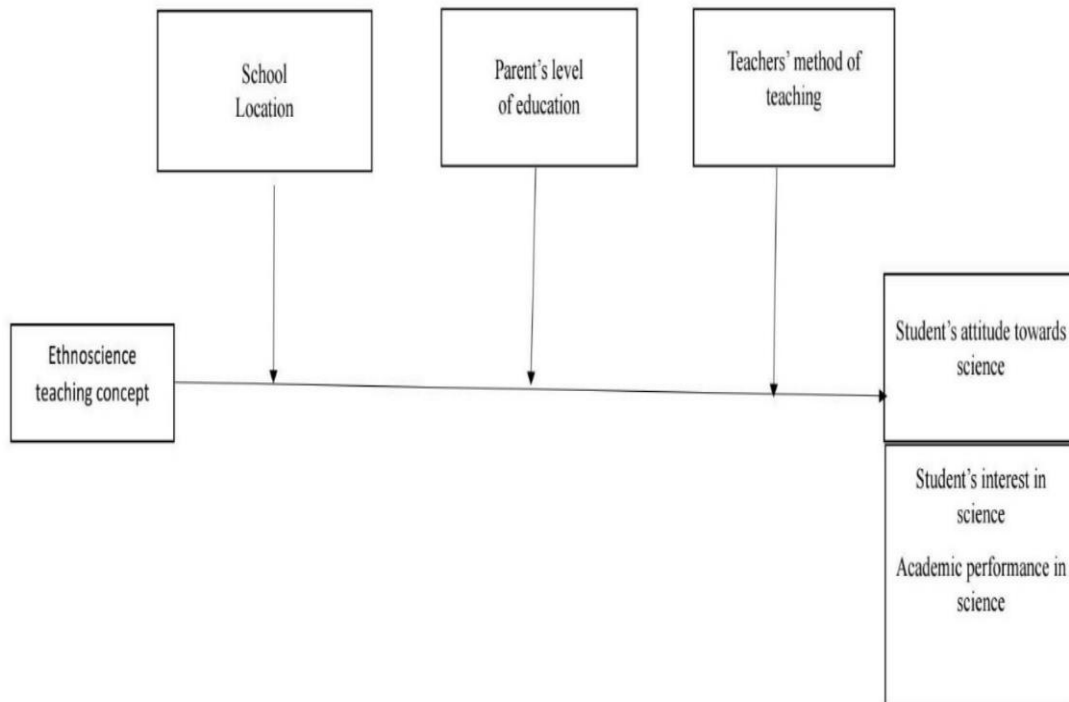 School
Location
Parent’s level
of education
Teachers’ method of
teaching
Ethnoscience
teaching concept
Student’s attitude towards
science
Student’s interest in
science
Academic performance in
science